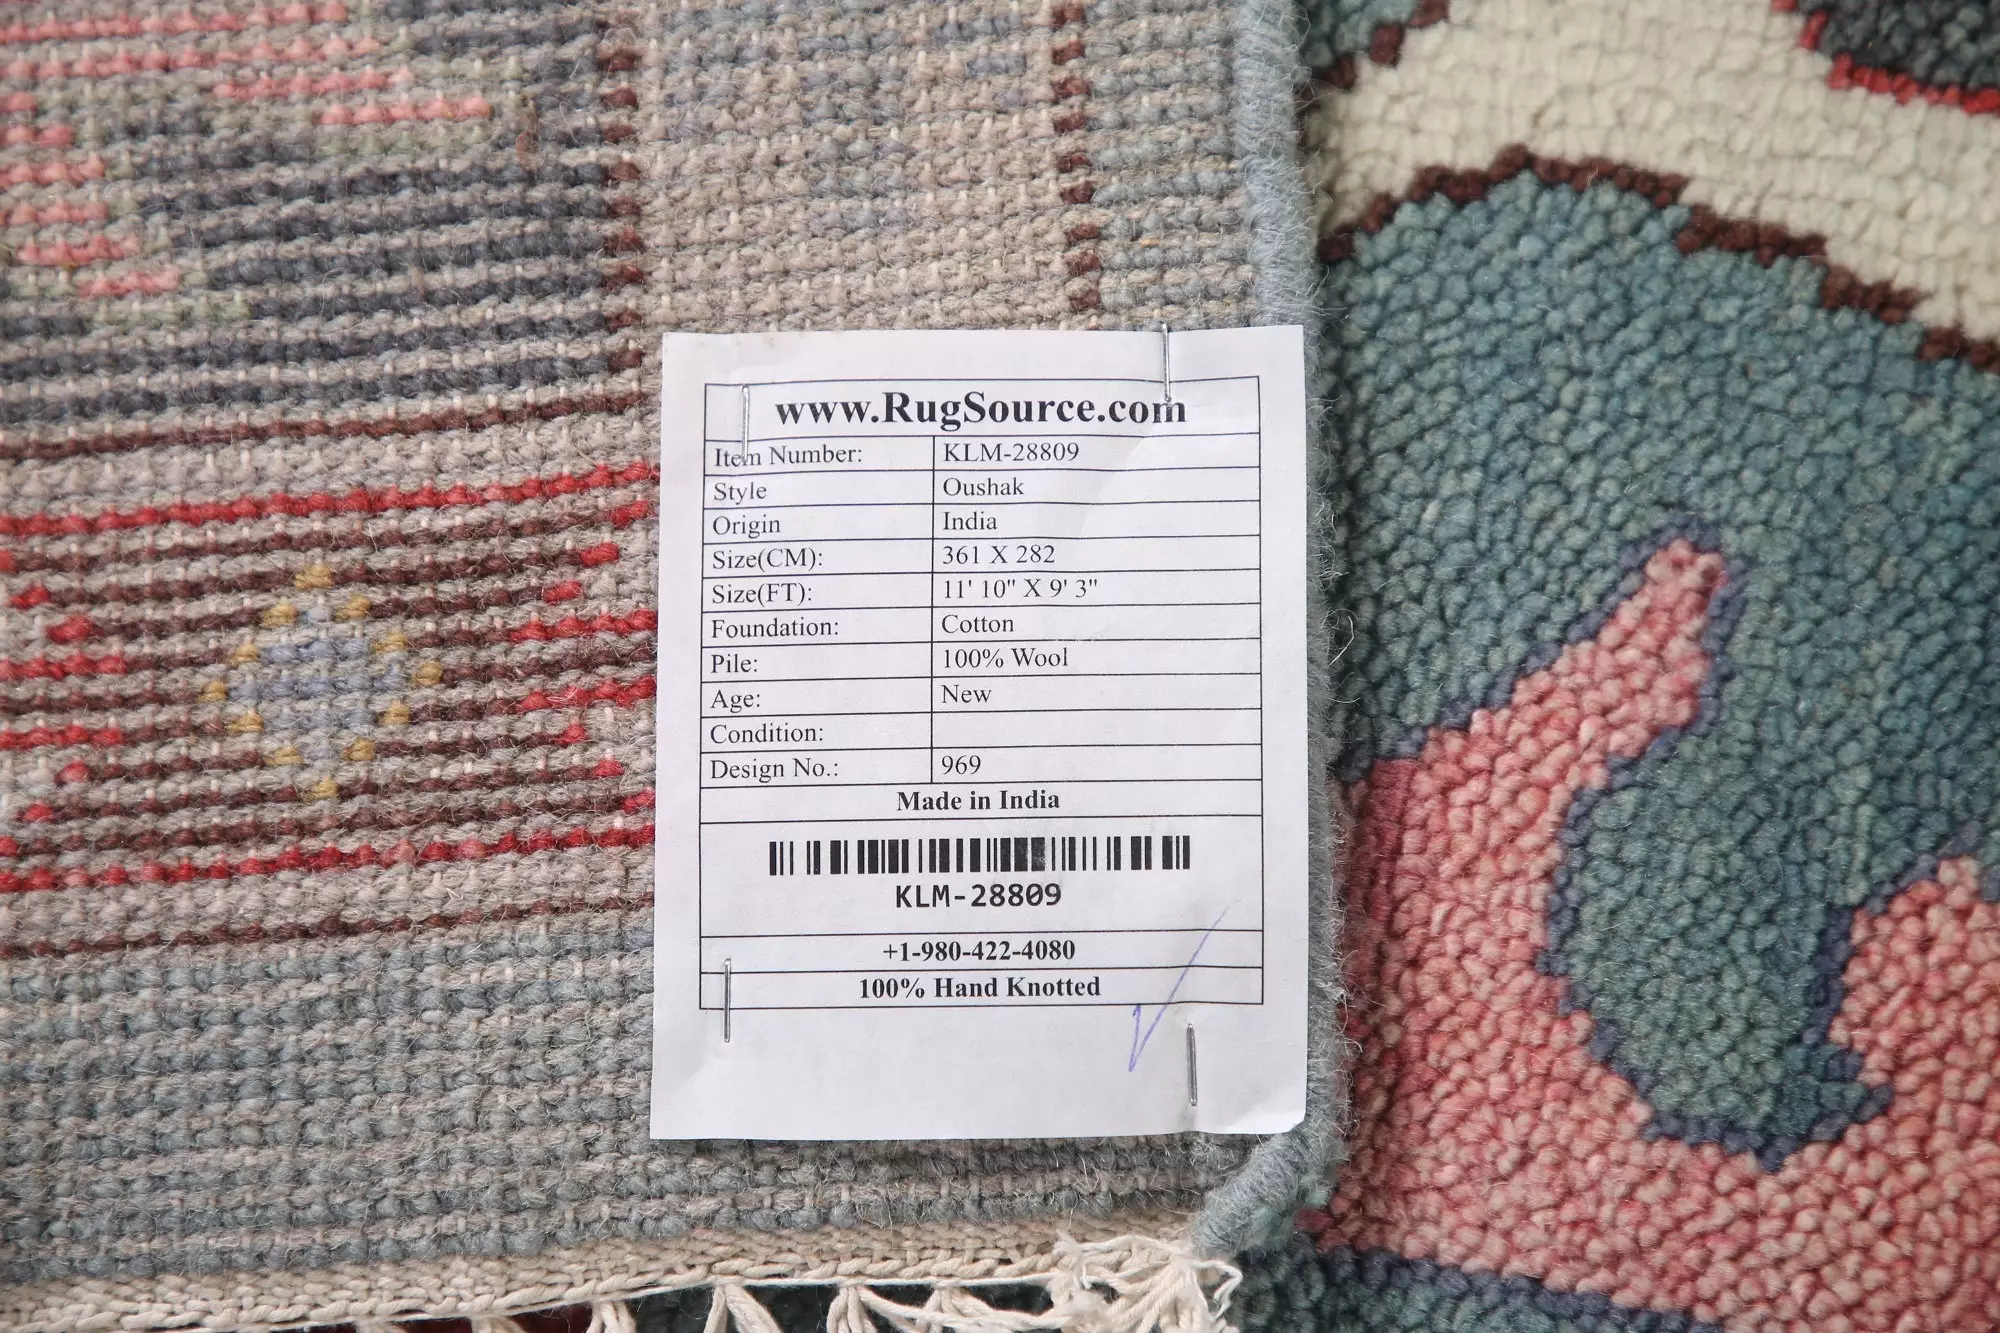 www.RugSource.com
Item Number: KLM-28809
Style Oushak
Origin India
Size(CM): 361 X 282
Size(FT): 11' 10" X 9' 3"
Foundation: Cotton
Pile: 100% Wool
Age: New
Condition:
Design No.: 969
Made in India
KLM-28809
+1-980-422-4080
100% Hand Knotted